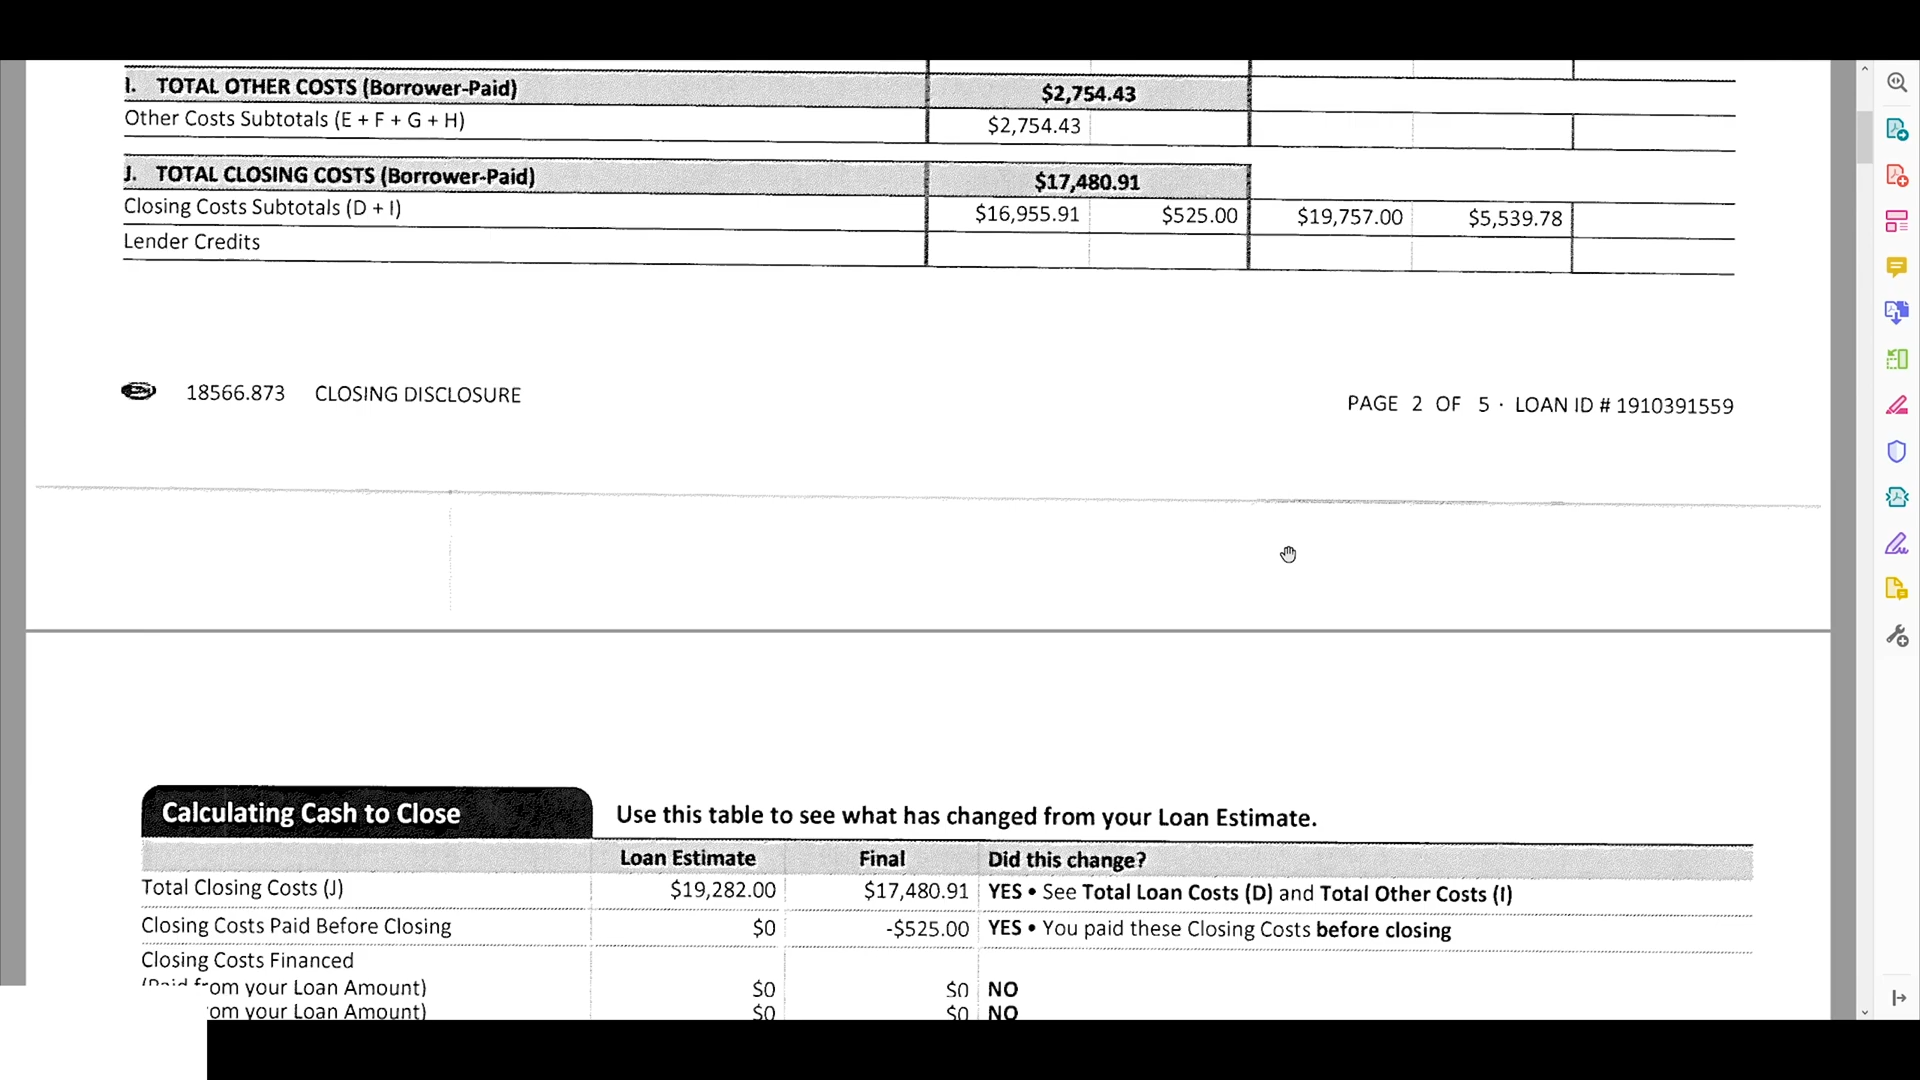 I. TOTAL OTHER COSTS (Borrower-Paid) $2,754.43
Other Costs Subtotals (E + F + G + H) $2,754.43
J. TOTAL CLOSING COSTS (Borrower-Paid) $17,480.91
Closing Costs Subtotals (D + I) $16,955.91 $525.00 $19,757.00 $5,539.78
Lender Credits
18566.873 CLOSING DISCLOSURE PAGE 2 OF 5 · LOAN ID # 1910391559
Calculating Cash to Close Use this table to see what has changed from your Loan Estimate.
Loan Estimate Final Did this change?
Total Closing Costs (J) $19,282.00 $17,480.91 YES • See Total Loan Costs (D) and Total Other Costs (I)
Closing Costs Paid Before Closing $0 -$525.00 YES • You paid these Closing Costs before closing
Closing Costs Financed
(Paid from your Loan Amount) $0 $0 NO
om your Loan Amount) $0 $0 NO